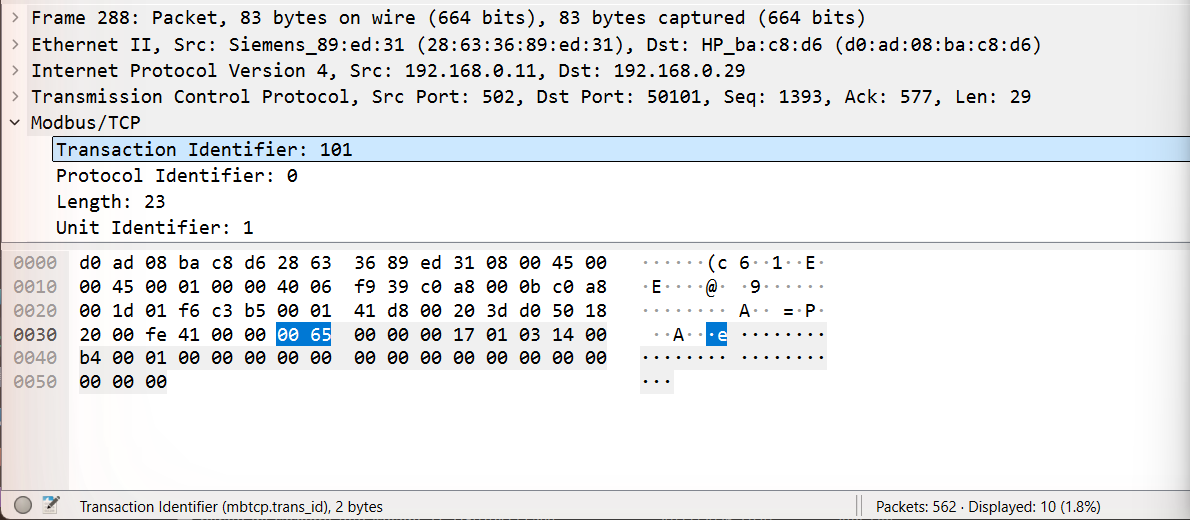 Frame 288: Packet, 83 bytes on wire (664 bits), 83 bytes captured (664 bits)
Ethernet II, Src: Siemens_89:ed:31 (28:63:36:89:ed:31), Dst: HP_ba:c8:d6 (d0:ad:08:ba:c8:d6)
Internet Protocol Version 4, Src: 192.168.0.11, Dst: 192.168.0.29
Transmission Control Protocol, Src Port: 502, Dst Port: 50101, Seq: 1393, Ack: 577, Len: 29
Modbus/TCP
Transaction Identifier: 101
Protocol Identifier: 0
Length: 23
Unit Identifier: 1
0000 d0 ad 08 ba c8 d6 28 63 36 89 ed 31 08 00 45 00 ······(c 6··1··E·
0010 00 45 00 01 00 00 40 06 f9 39 c0 a8 00 0b c0 a8 ·E····@· ·9······
0020 00 1d 01 f6 c3 b5 00 01 41 d8 00 20 3d d0 50 18 ········ A·· =·P·
0030 20 00 fe 41 00 00 00 65 00 00 00 17 01 03 14 00 ··A···e ········
0040 b4 00 01 00 00 00 00 00 00 00 00 00 00 00 00 00 ········ ········
0050 00 00 00 ···
Transaction Identifier (mbtcp.trans_id), 2 bytes Packets: 562 · Displayed: 10 (1.8%)